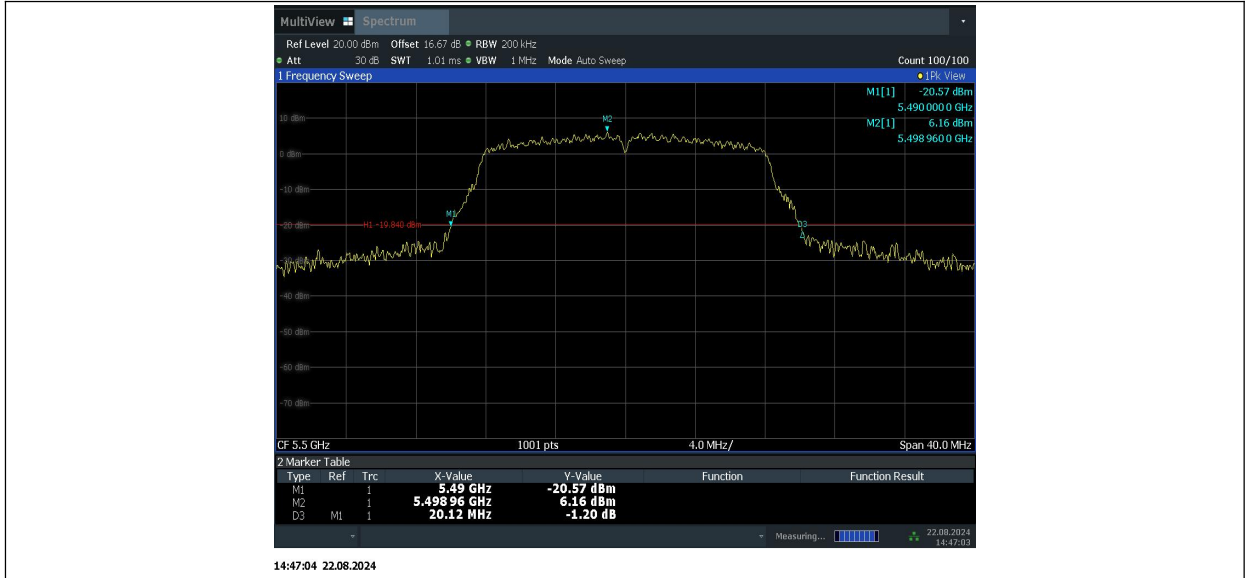 MultiView Spectrum
Ref Level 20.00 dBm Offset 16.67 dB RBW 200 kHz
Att 30 dB SWT 1.01 ms VBW 1 MHz Mode Auto Sweep Count 100/100
1 Frequency Sweep 1Pk View
M1[1] -20.57 dBm
5.490 000 0 GHz
M2[1] 6.16 dBm
5.498 960 0 GHz
10 dBm
M2
0 dBm
-10 dBm
M1
-20 dBm H1 -19.840 dBm D3
-30 dBm
-40 dBm
-50 dBm
-60 dBm
-70 dBm
CF 5.5 GHz 1001 pts 4.0 MHz/ Span 40.0 MHz
2 Marker Table
Type Ref Trc X-Value Y-Value Function Function Result
M1 1 5.49 GHz -20.57 dBm
M2 1 5.498 96 GHz 6.16 dBm
D3 M1 1 20.12 MHz -1.20 dB
Measuring... 22.08.2024
14:47:03
14:47:04 22.08.2024